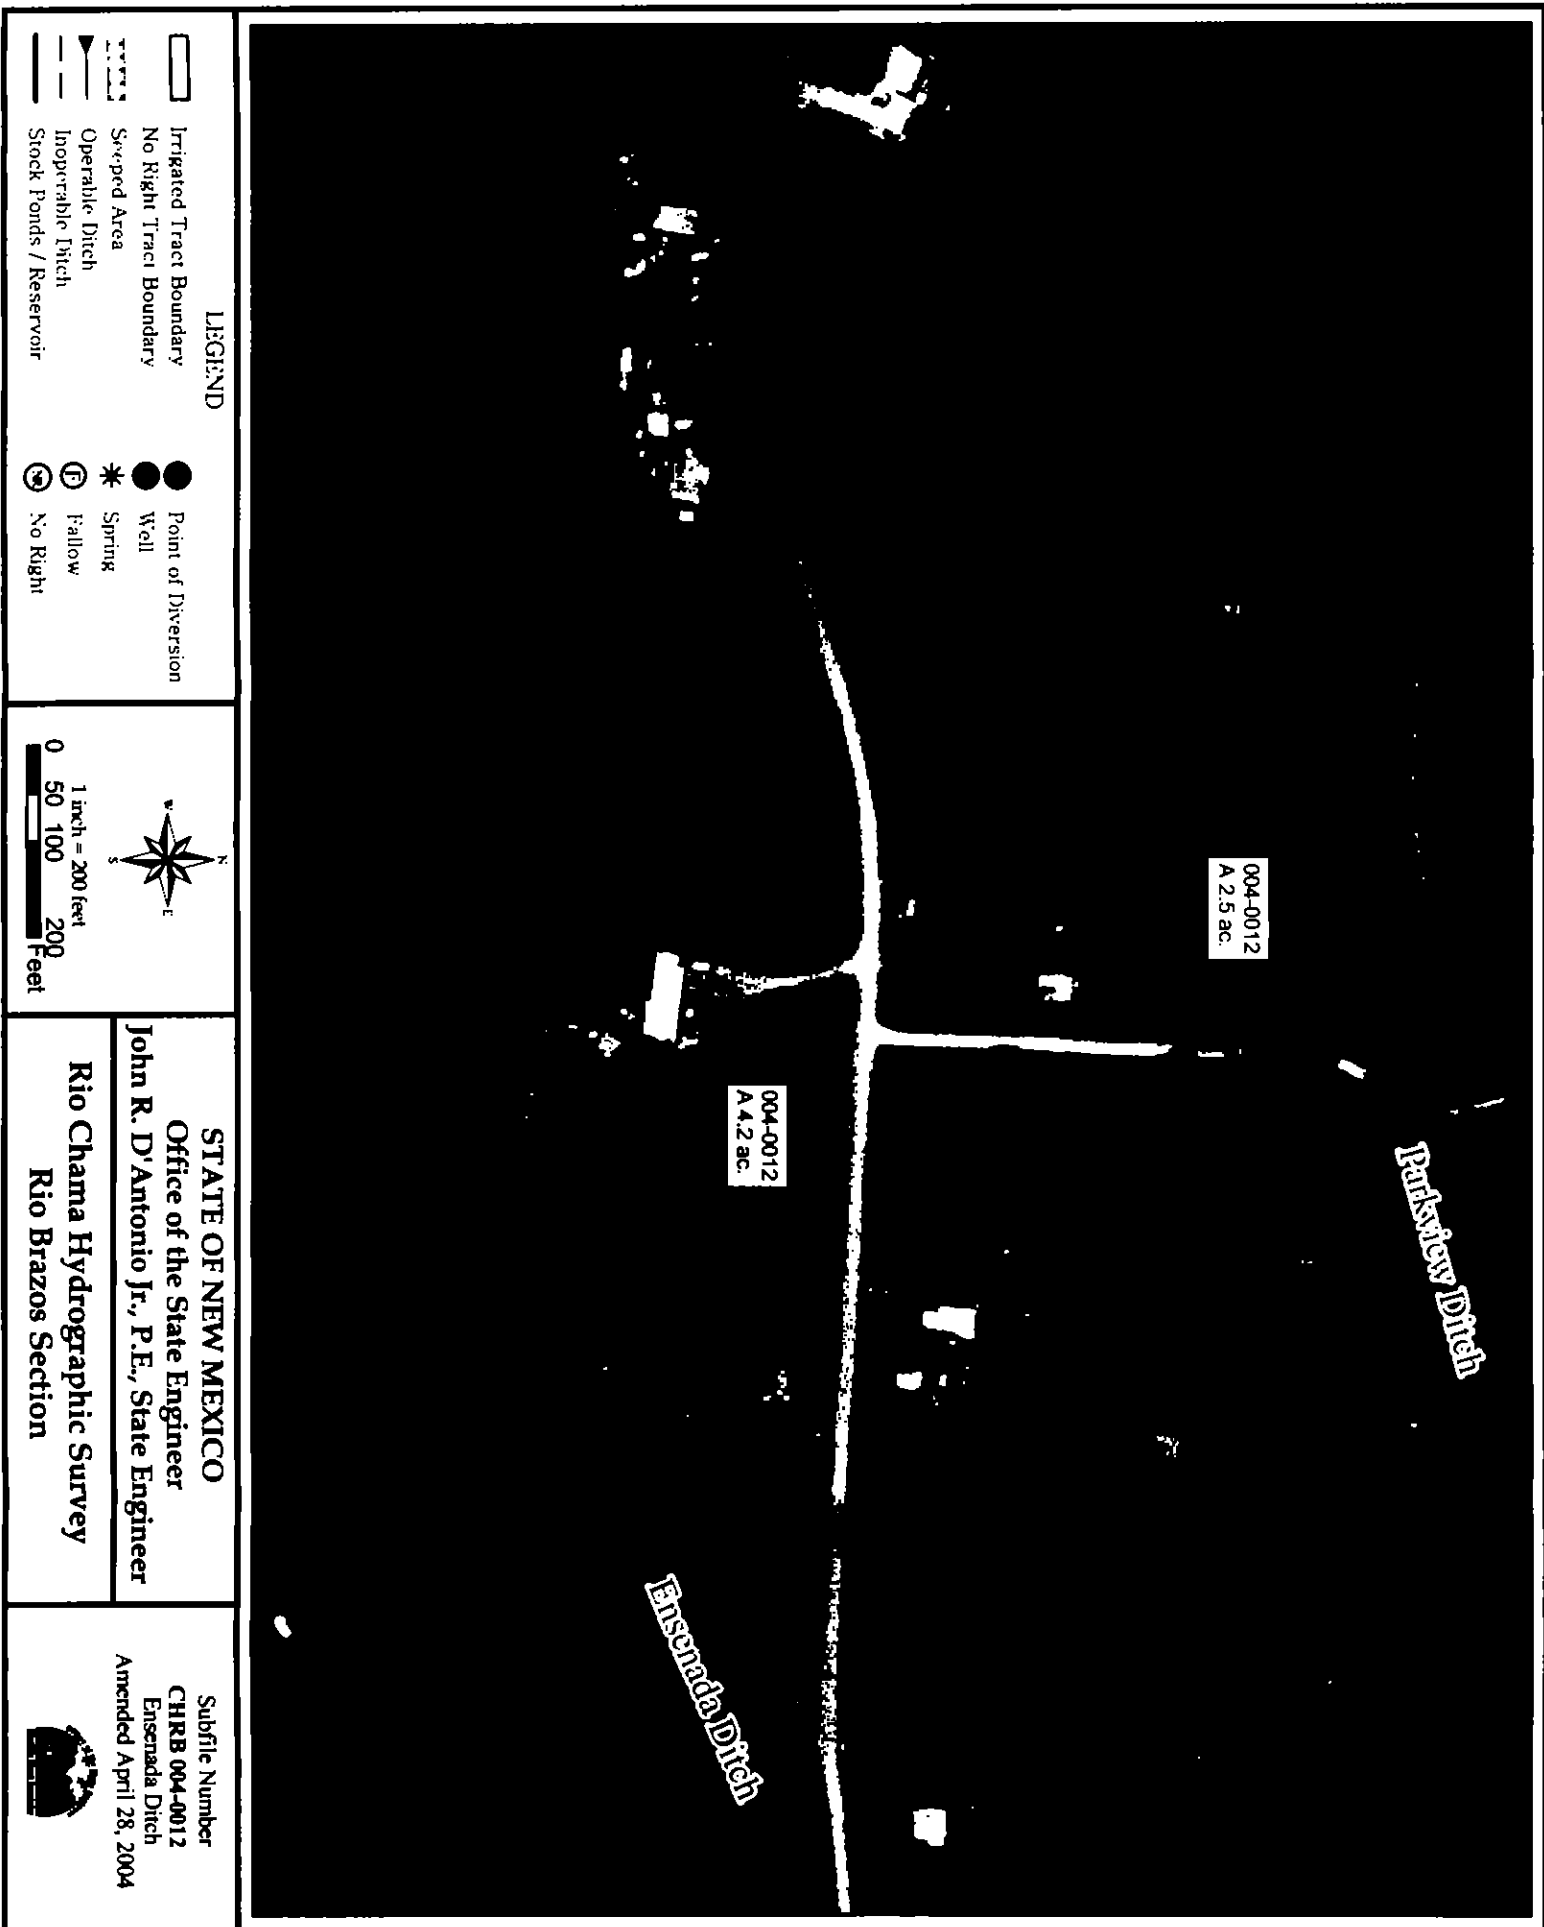 004-0012
A 2.5 ac.
Parkview Ditch
004-0012
A 4.2 ac.
Ensenada Ditch
LEGEND
Irrigated Tract Boundary
No Right Tract Boundary
Seeped Area
Operable Ditch
Inoperable Ditch
Stock Ponds / Reservoir
Point of Diversion
Well
Spring
F Fallow
NR No Right
N
W
E
S
1 inch = 200 feet
0 50 100 200
Feet
STATE OF NEW MEXICO
Office of the State Engineer
John R. D'Antonio Jr., P.E., State Engineer
Rio Chama Hydrographic Survey
Rio Brazos Section
Subfile Number
CHRB 004-0012
Ensenada Ditch
Amended April 28, 2004